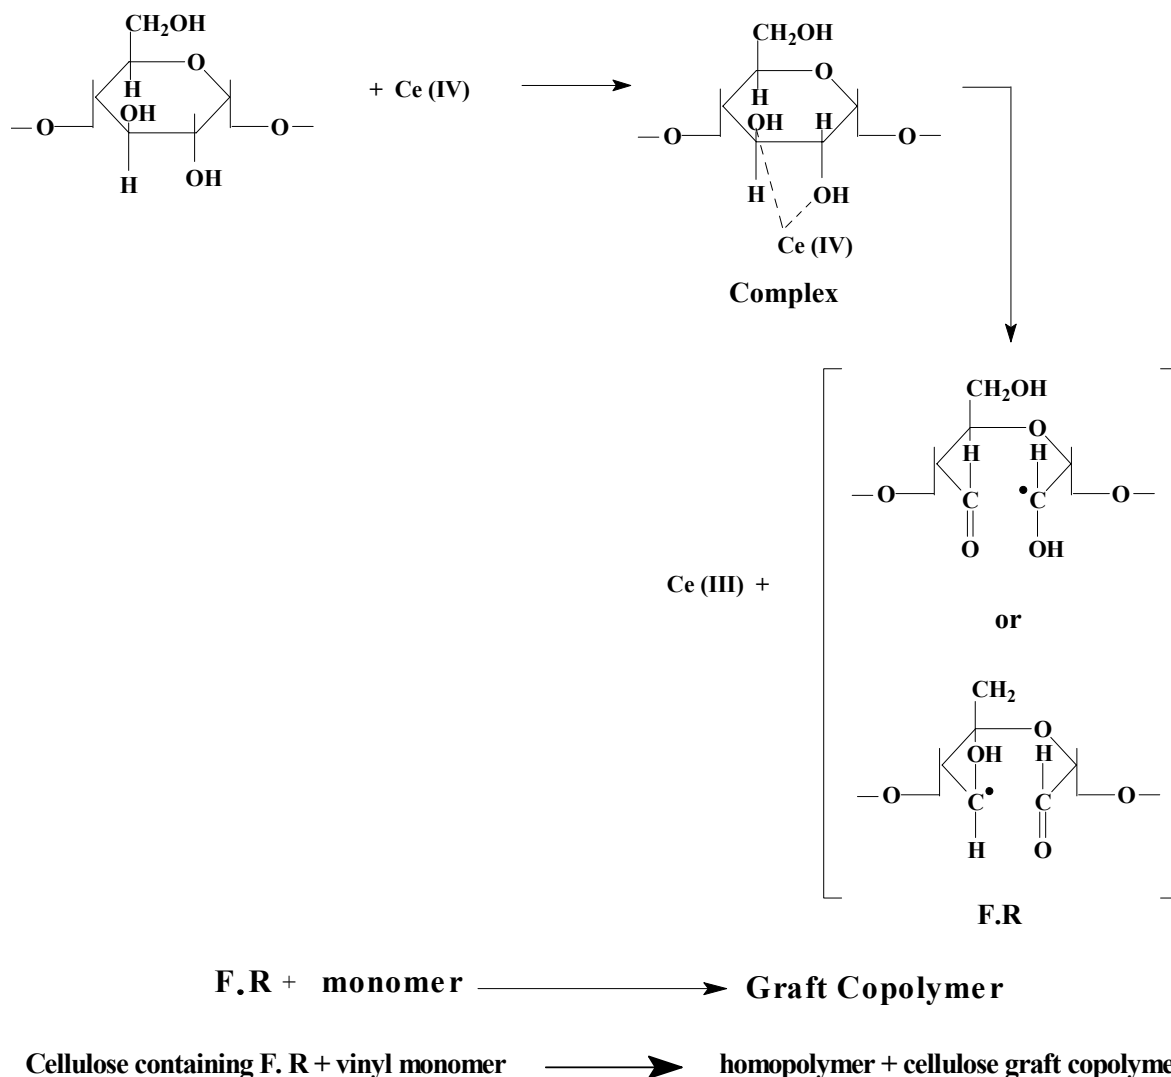 CH2OH
O
H
OH
— O
O —
H
OH
+ Ce (IV)
CH2OH
O
H
OH
H
— O
O —
H
OH
Ce (IV)
Complex
CH2OH
O
H
H
— O
C
• C
O —
O
OH
Ce (III) +
or
CH2
O
OH
H
— O
C•
C
O —
H
O
F.R
F.R + monomer
Graft Copolymer
Cellulose containing F. R + vinyl monomer
homopolymer + cellulose graft copolyme